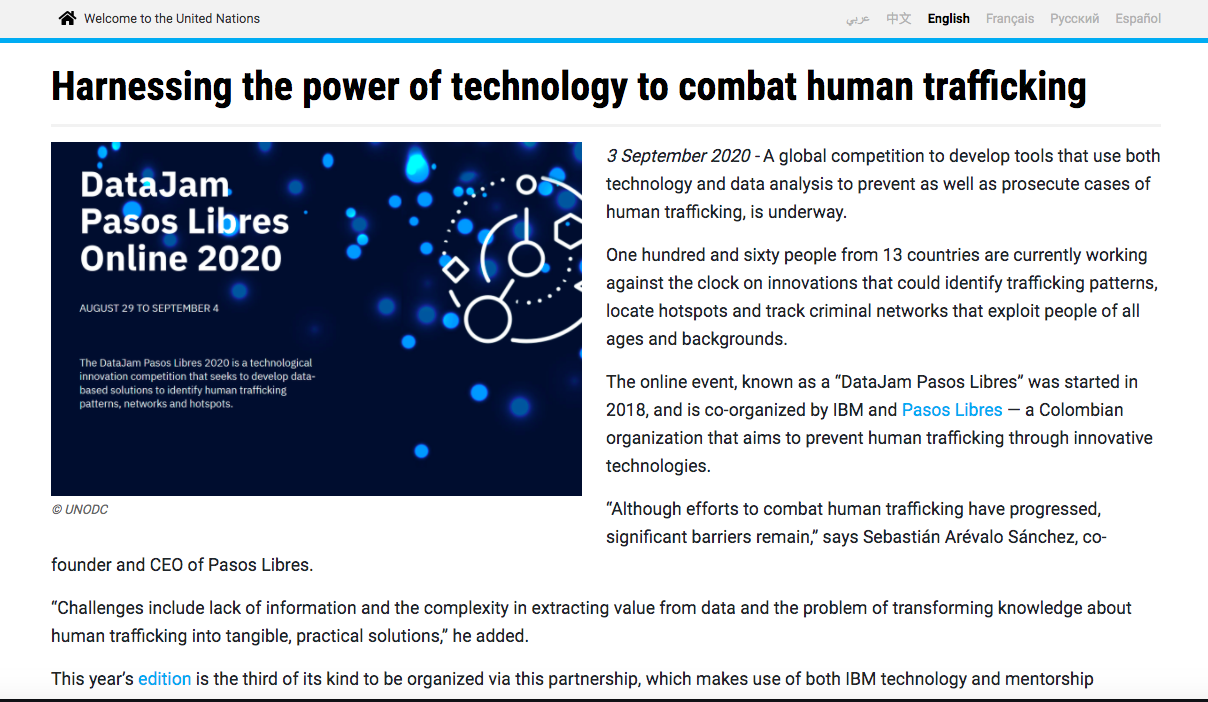 Welcome to the United Nations
عربي 中文 English Français Русский Español
Harnessing the power of technology to combat human trafficking
DataJam
Pasos Libres
Online 2020
AUGUST 29 TO SEPTEMBER 4
The DataJam Pasos Libres 2020 is a technological
innovation competition that seeks to develop data-
based solutions to identify human trafficking
patterns, networks and hotspots.
© UNODC
3 September 2020 - A global competition to develop tools that use both
technology and data analysis to prevent as well as prosecute cases of
human trafficking, is underway.
One hundred and sixty people from 13 countries are currently working
against the clock on innovations that could identify trafficking patterns,
locate hotspots and track criminal networks that exploit people of all
ages and backgrounds.
The online event, known as a “DataJam Pasos Libres” was started in
2018, and is co-organized by IBM and Pasos Libres — a Colombian
organization that aims to prevent human trafficking through innovative
technologies.
“Although efforts to combat human trafficking have progressed,
significant barriers remain,” says Sebastián Arévalo Sánchez, co-
founder and CEO of Pasos Libres.
“Challenges include lack of information and the complexity in extracting value from data and the problem of transforming knowledge about
human trafficking into tangible, practical solutions,” he added.
This year’s edition is the third of its kind to be organized via this partnership, which makes use of both IBM technology and mentorship